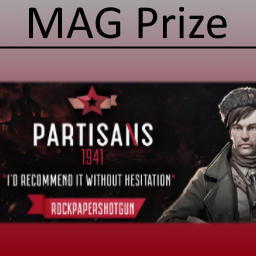 MAG Prize
PARTISANS
1941
"I'D RECOMMEND IT WITHOUT HESITATION"
ROCKPAPERSHOTGUN